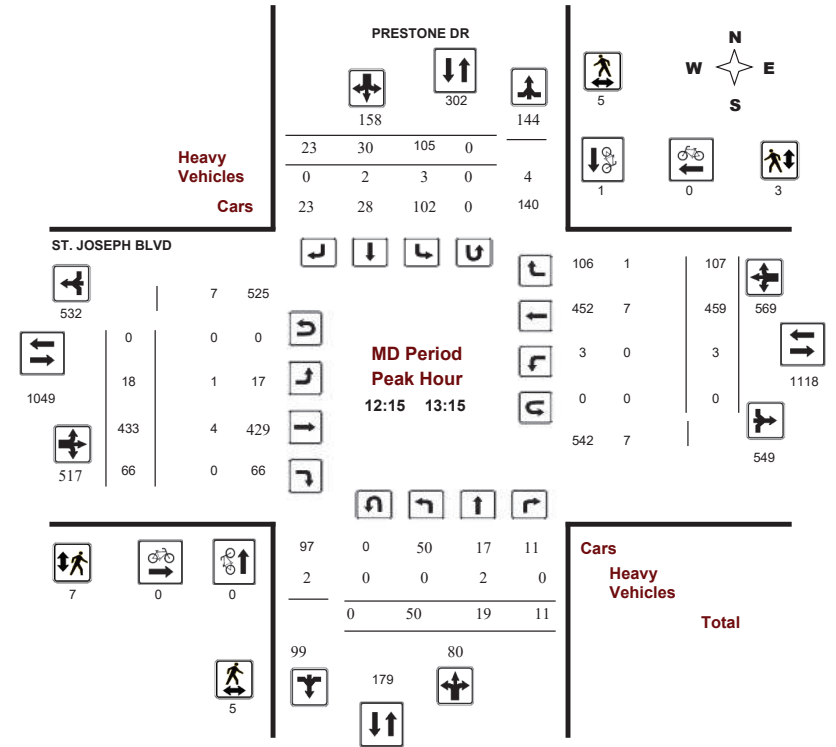 PRESTONE DR
N
W E
S
302
5
158
144
23 30 105 0
Heavy
Vehicles
0 2 3 0 4
Cars
23 28 102 0 140
1 0 3
ST. JOSEPH BLVD
532
7 525
0 0 0
18 1 17
1049
433 4 429
517
66 0 66
MD Period
Peak Hour
12:15 13:15
106 1 107
452 7 459 569
3 0 3
1118
0 0 0
542 7
549
97 0 50 17 11 Cars
2 0 0 2 0 Heavy
Vehicles
0 50 19 11 Total
7 0 0
99 80
179
5